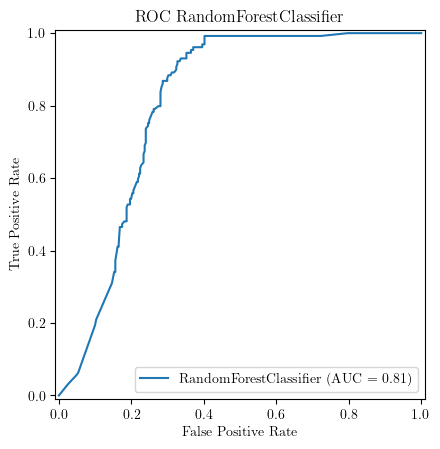 ROC RandomForestClassifier
1.0
0.8
0.6
0.4
0.2
0.0
True Positive Rate
RandomForestClassifier (AUC = 0.81)
0.0 0.2 0.4 0.6 0.8 1.0
False Positive Rate